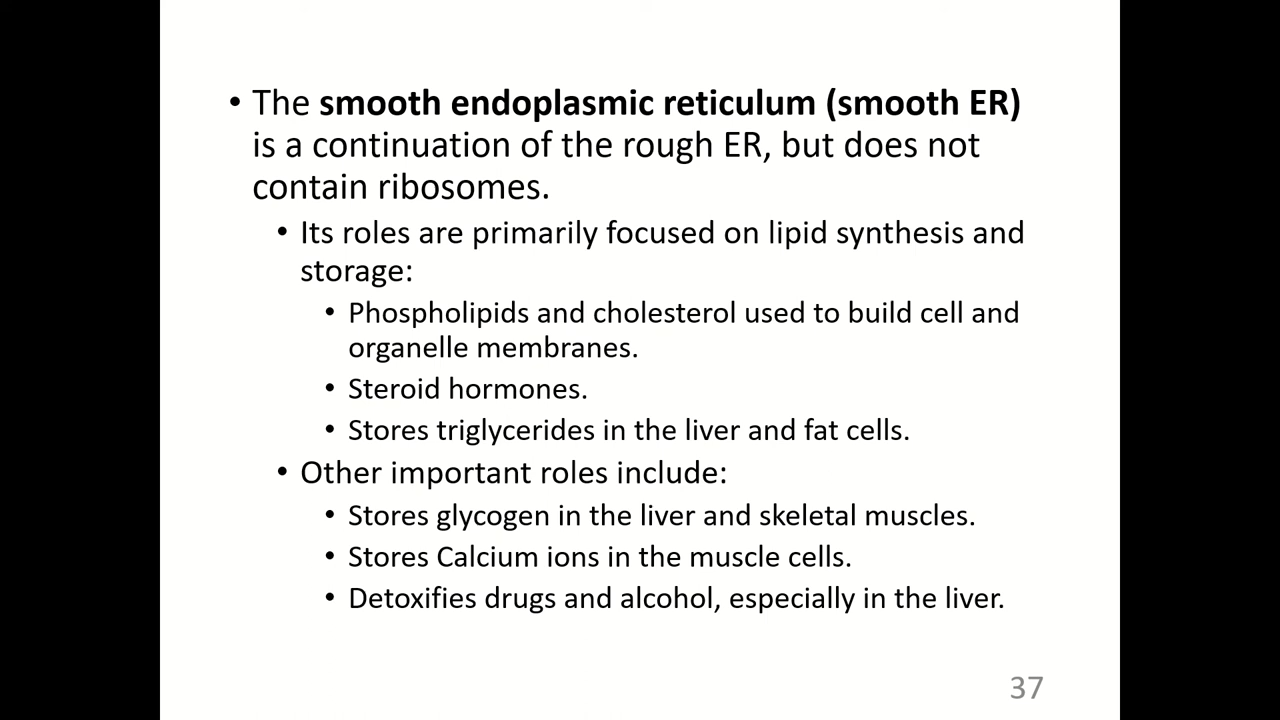 • The smooth endoplasmic reticulum (smooth ER)
is a continuation of the rough ER, but does not
contain ribosomes.
• Its roles are primarily focused on lipid synthesis and
storage:
• Phospholipids and cholesterol used to build cell and
organelle membranes.
• Steroid hormones.
• Stores triglycerides in the liver and fat cells.
• Other important roles include:
• Stores glycogen in the liver and skeletal muscles.
• Stores Calcium ions in the muscle cells.
• Detoxifies drugs and alcohol, especially in the liver.
37